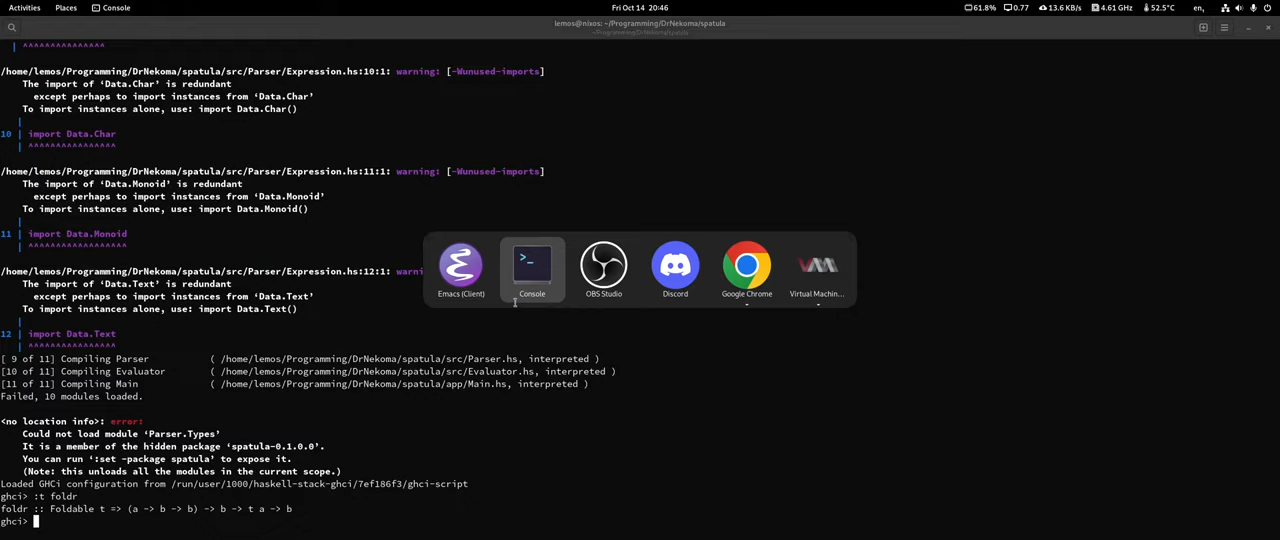 Activities Places Console Fri Oct 14 20:46 61.8% 0.77 13.6 KB/s 4.61 GHz 52.5°C en₁
lemos@nixos: ~/Programming/DrNekoma/spatula
~/Programming/DrNekoma/spatula
| ^^^^^^^^^^^^^^^
/home/lemos/Programming/DrNekoma/spatula/src/Parser/Expression.hs:10:1: warning: [-Wunused-imports]
The import of ‘Data.Char’ is redundant
except perhaps to import instances from ‘Data.Char’
To import instances alone, use: import Data.Char()
|
10 | import Data.Char
| ^^^^^^^^^^^^^^^^
/home/lemos/Programming/DrNekoma/spatula/src/Parser/Expression.hs:11:1: warning: [-Wunused-imports]
The import of ‘Data.Monoid’ is redundant
except perhaps to import instances from ‘Data.Monoid’
To import instances alone, use: import Data.Monoid()
|
11 | import Data.Monoid
| ^^^^^^^^^^^^^^^^^^
/home/lemos/Programming/DrNekoma/spatula/src/Parser/Expression.hs:12:1: warni
The import of ‘Data.Text’ is redundant
except perhaps to import instances from ‘Data.Text’
To import instances alone, use: import Data.Text()
|
12 | import Data.Text
| ^^^^^^^^^^^^^^^^
Emacs (Client) Console OBS Studio Discord Google Chrome Virtual Machin...
[ 9 of 11] Compiling Parser ( /home/lemos/Programming/DrNekoma/spatula/src/Parser.hs, interpreted )
[10 of 11] Compiling Evaluator ( /home/lemos/Programming/DrNekoma/spatula/src/Evaluator.hs, interpreted )
[11 of 11] Compiling Main ( /home/lemos/Programming/DrNekoma/spatula/app/Main.hs, interpreted )
Failed, 10 modules loaded.
<no location info>: error:
Could not load module ‘Parser.Types’
It is a member of the hidden package ‘spatula-0.1.0.0’.
You can run ‘:set -package spatula’ to expose it.
(Note: this unloads all the modules in the current scope.)
Loaded GHCi configuration from /run/user/1000/haskell-stack-ghci/7ef186f3/ghci-script
ghci> :t foldr
foldr :: Foldable t => (a -> b -> b) -> b -> t a -> b
ghci>